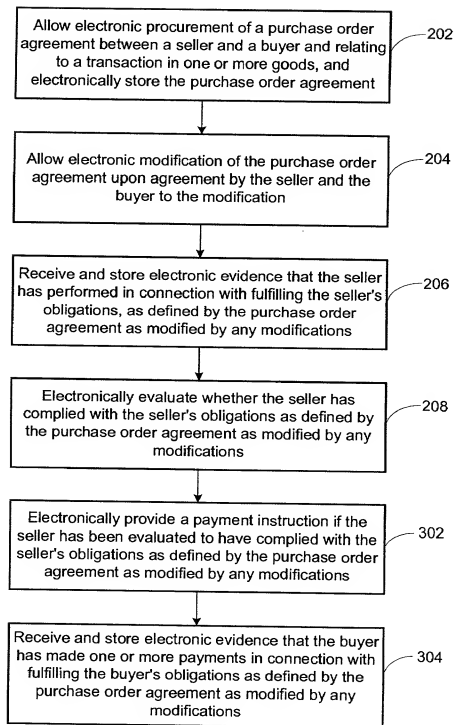 Allow electronic procurement of a purchase order
agreement between a seller and a buyer and relating
to a transaction in one or more goods, and
electronically store the purchase order agreement
202
Allow electronic modification of the purchase order
agreement upon agreement by the seller and the
buyer to the modification
204
Receive and store electronic evidence that the seller
has performed in connection with fulfilling the seller's
obligations, as defined by the purchase order
agreement as modified by any modifications
206
Electronically evaluate whether the seller has
complied with the seller's obligations as defined by
the purchase order agreement as modified by any
modifications
208
Electronically provide a payment instruction if the
seller has been evaluated to have complied with the
seller's obligations as defined by the purchase order
agreement as modified by any modifications
302
Receive and store electronic evidence that the buyer
has made one or more payments in connection with
fulfilling the buyer's obligations as defined by the
purchase order agreement as modified by any
modifications
304